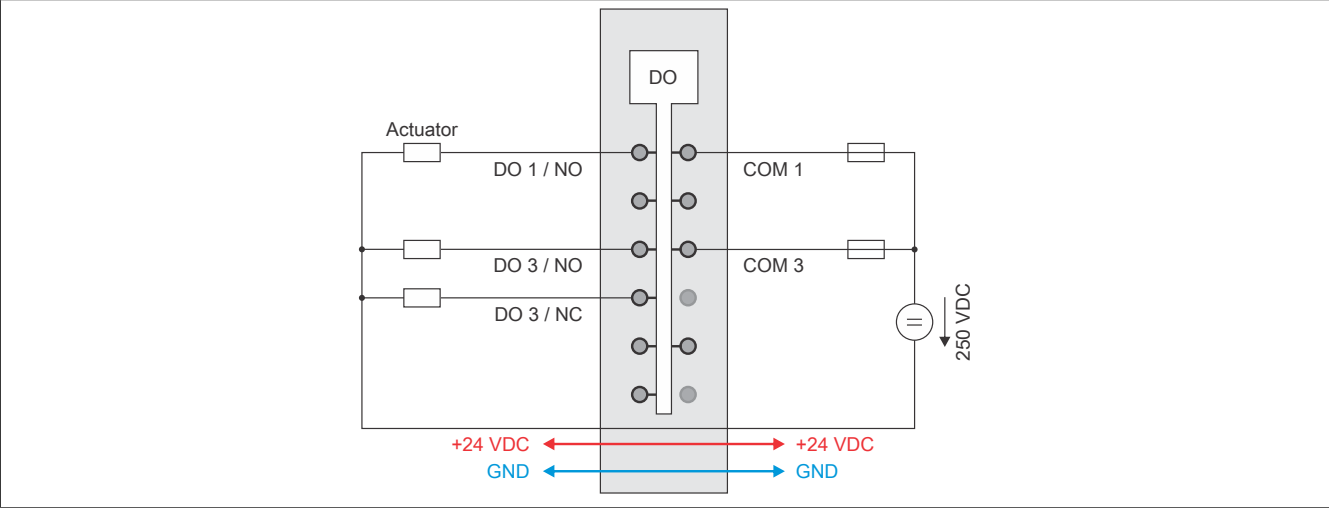 DO
Actuator
DO 1 / NO
COM 1
DO 3 / NO
COM 3
DO 3 / NC
250 VDC
+24 VDC
+24 VDC
GND
GND